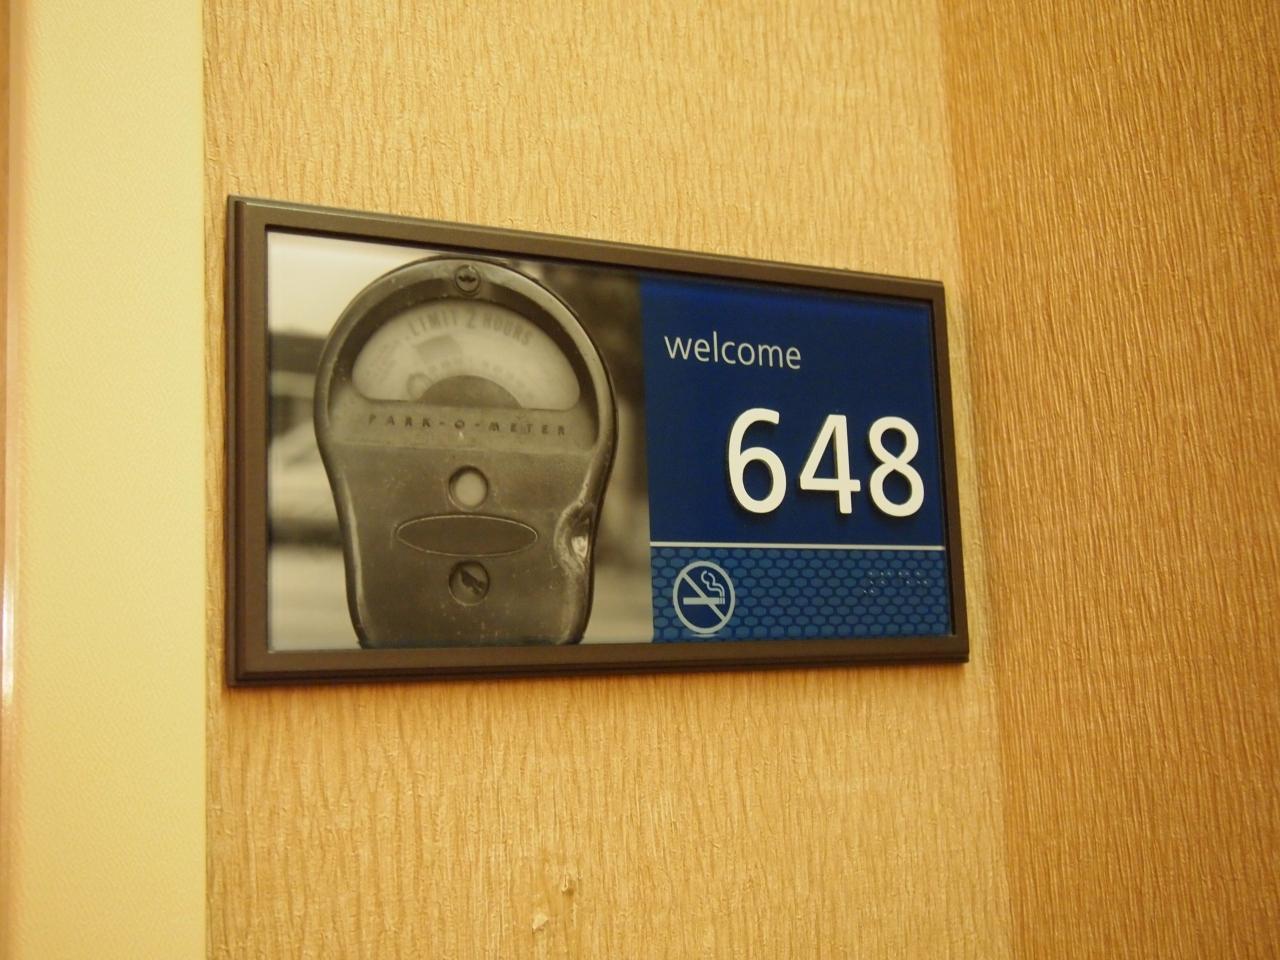 LIMIT 2 HOURS
PARK-O-METER
welcome
648